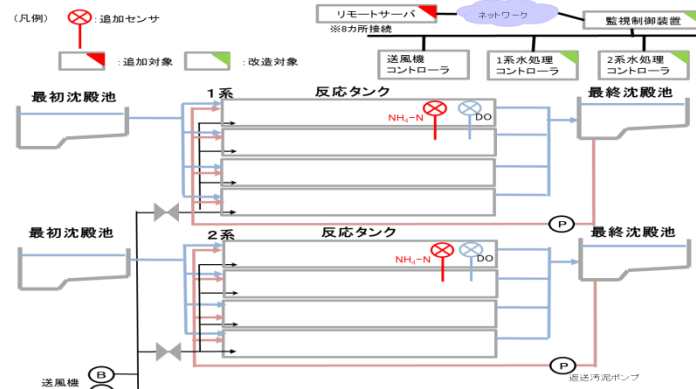 (凡例)
:追加センサ
:追加対象
:改造対象
リモートサーバ
※8カ所接続
ネットワーク
監視制御装置
送風機
コントローラ
1系水処理
コントローラ
2系水処理
コントローラ
最初沈殿池
1系
反応タンク
最終沈殿池
NH₄-N
DO
P
最初沈殿池
2系
反応タンク
最終沈殿池
NH₄-N
DO
P
返送汚泥ポンプ
送風機
B